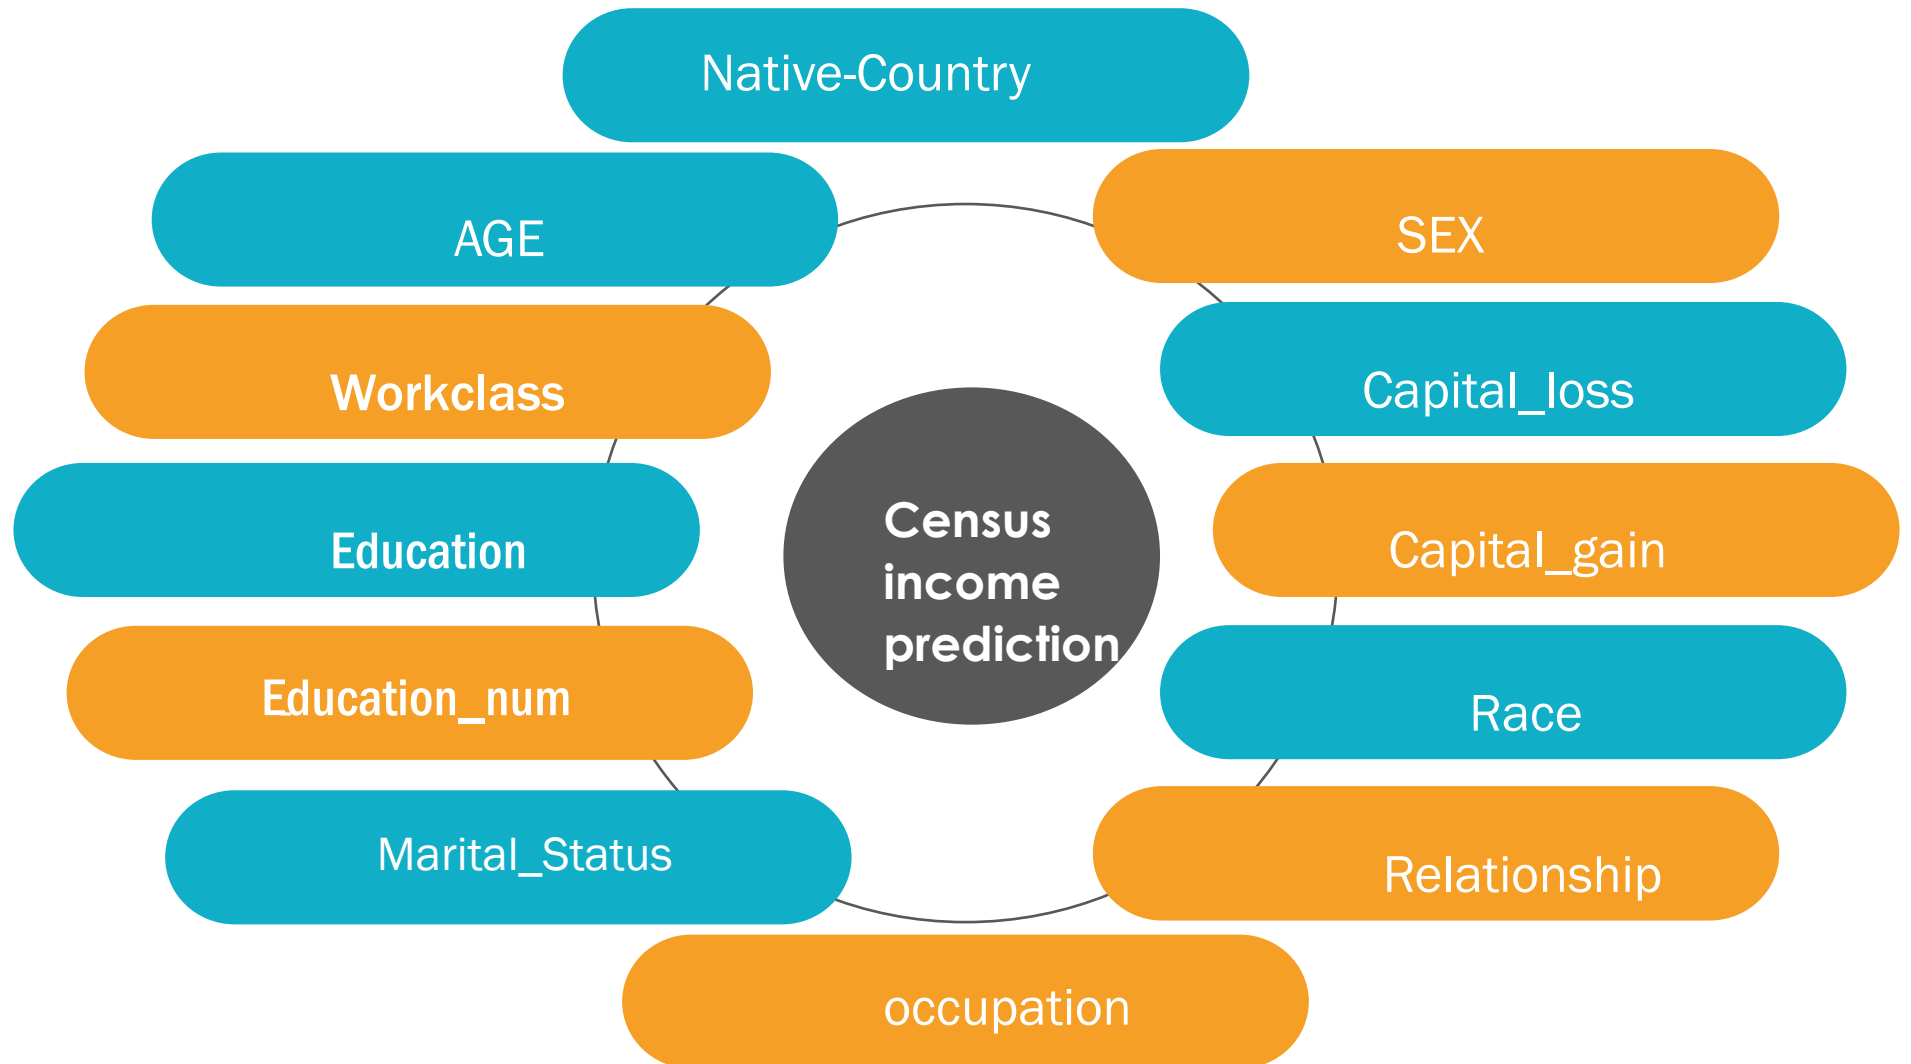 Native-Country
AGE
SEX
Workclass
Capital_loss
Census
income
prediction
Education
Capital_gain
Education_num
Race
Marital_Status
Relationship
occupation